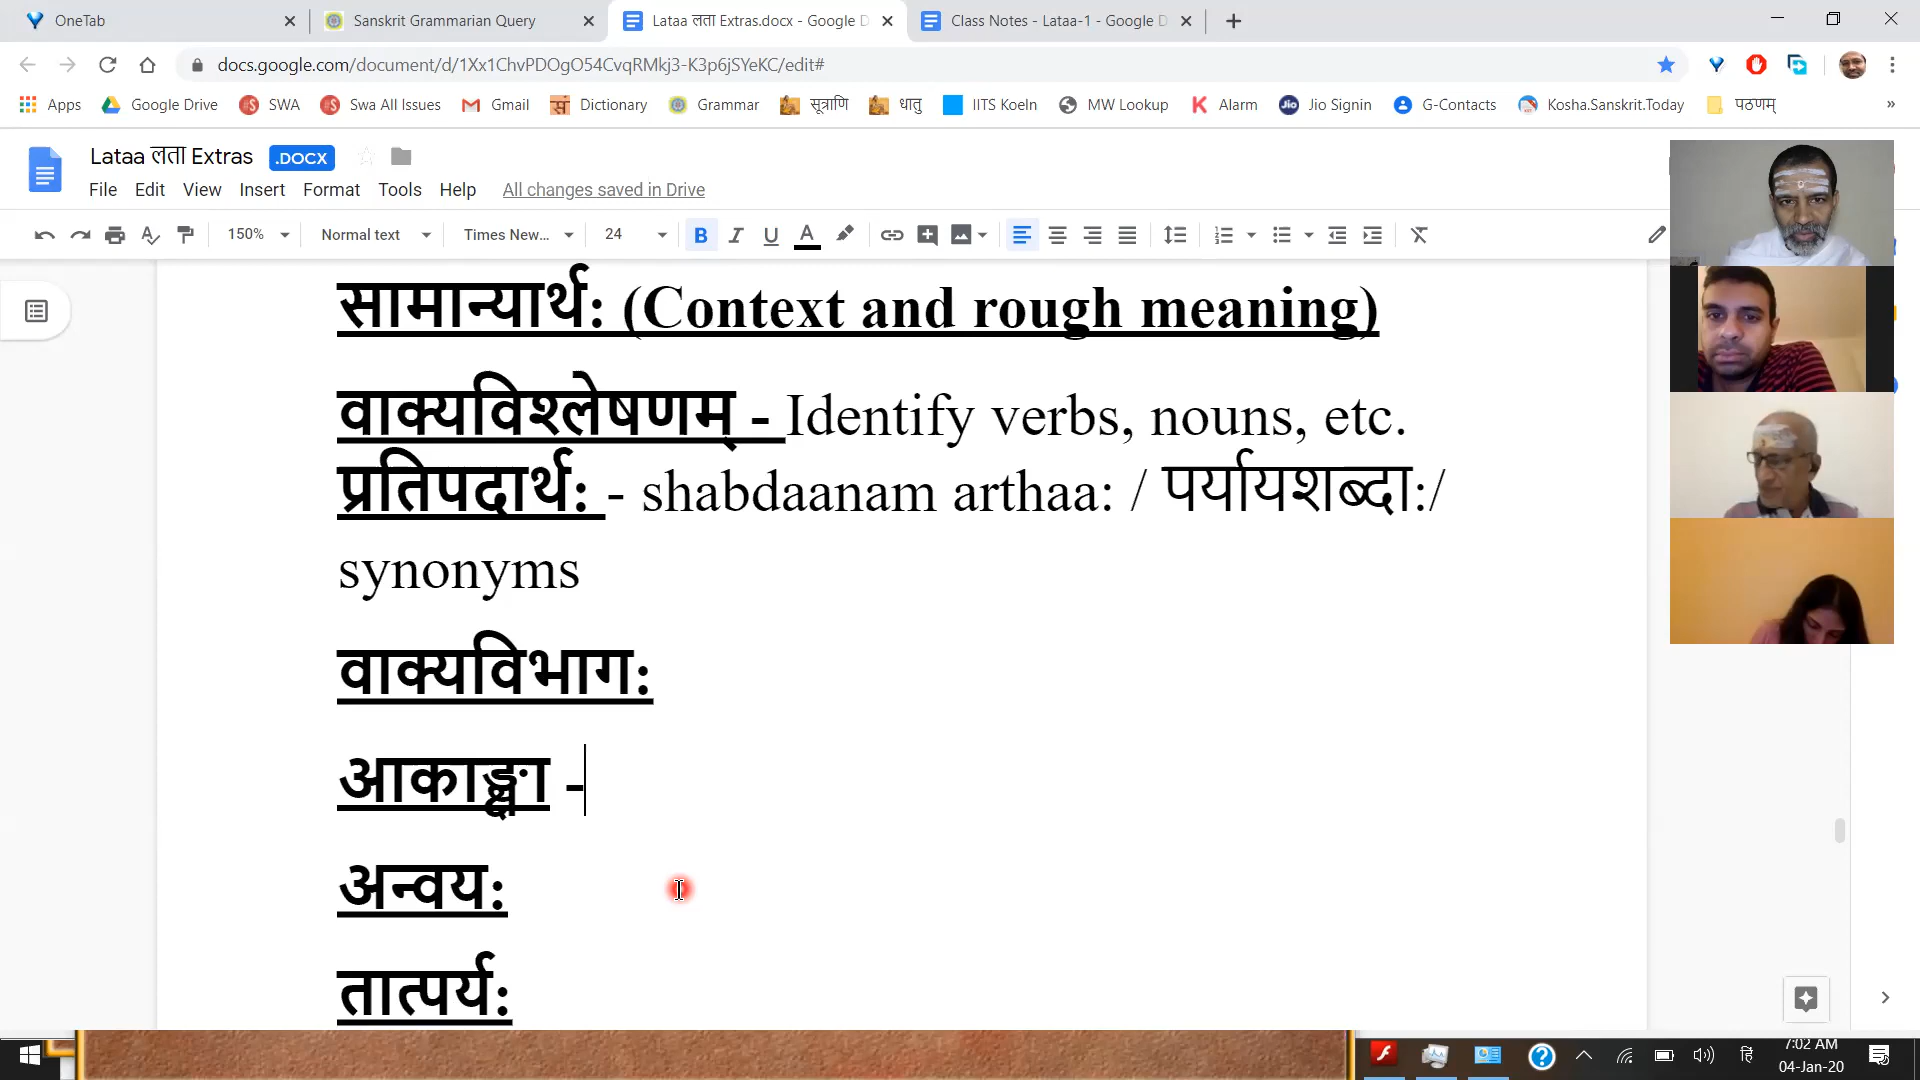 OneTab
Sanskrit Grammarian Query
Lataa लता Extras.docx - Google D
Class Notes - Lataa-1 - Google D
docs.google.com/document/d/1Xx1ChvPDOgO54CvqRMkj3-K3p6jSYeKC/edit#
Apps Google Drive SWA Swa All Issues Gmail Dictionary Grammar सूत्राणि धातु IITS Koeln MW Lookup Alarm Jio Signin G-Contacts Kosha.Sanskrit.Today पठणम् »
Lataa लता Extras .DOCX
File Edit View Insert Format Tools Help All changes saved in Drive
150% Normal text Times New... 24 B I U A
सामान्यार्थ: (Context and rough meaning)
वाक्यविश्लेषणम् - Identify verbs, nouns, etc.
प्रतिपदार्थ: - shabdaanam arthaa: / पर्यायशब्दा:/
synonyms
वाक्यविभाग:
आकाङ्क्षा -
अन्वय:
तात्पर्य:
हिं
7:02 AM
04-Jan-20